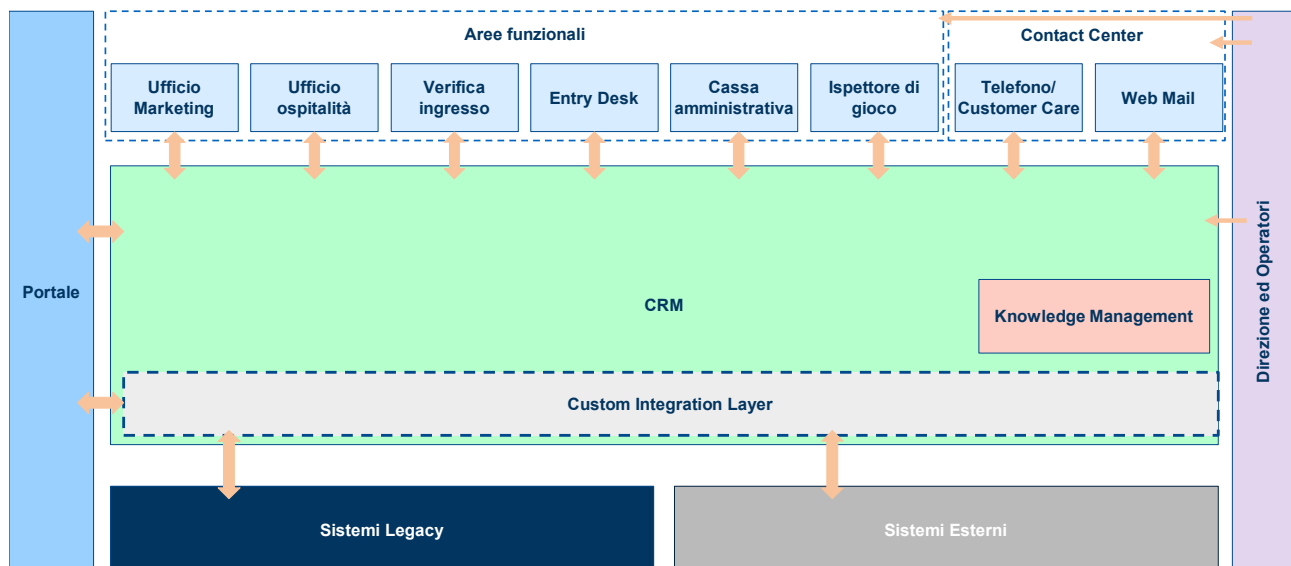 Aree funzionali
Contact Center
Ufficio
Marketing
Ufficio
ospitalità
Verifica
ingresso
Entry Desk
Cassa
amministrativa
Ispettore di
gioco
Telefono/
Customer Care
Web Mail
Portale
CRM
Knowledge Management
Direzione ed Operatori
Custom Integration Layer
Sistemi Legacy
Sistemi Esterni